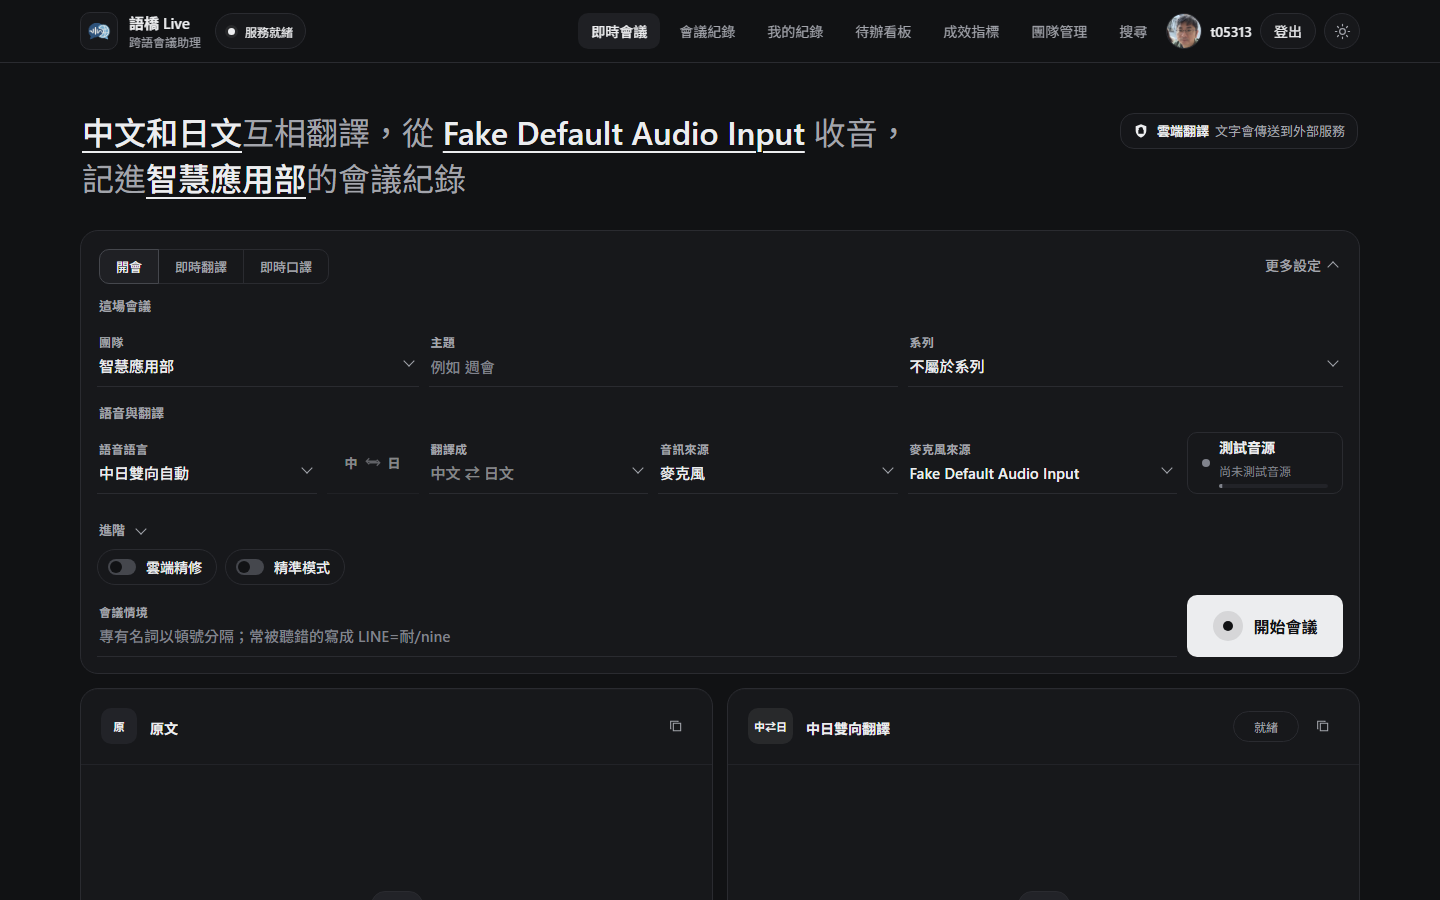 語橋 Live
跨語會議助理
服務就緒
即時會議
會議紀錄
我的紀錄
待辦看板
成效指標
團隊管理
搜尋
t05313
登出
中文和日文互相翻譯，從 Fake Default Audio Input 收音，
記進智慧應用部的會議紀錄
雲端翻譯 文字會傳送到外部服務
開會
即時翻譯
即時口譯
更多設定
這場會議
團隊
主題
系列
智慧應用部
例如 週會
不屬於系列
語音與翻譯
語音語言
翻譯成
音訊來源
麥克風來源
中日雙向自動
中 ⟺ 日
中文 ⇄ 日文
麥克風
Fake Default Audio Input
測試音源
尚未測試音源
進階
雲端精修
精準模式
會議情境
專有名詞以頓號分隔；常被聽錯的寫成 LINE=耐/nine
開始會議
原
原文
中⇄日
中日雙向翻譯
就緒